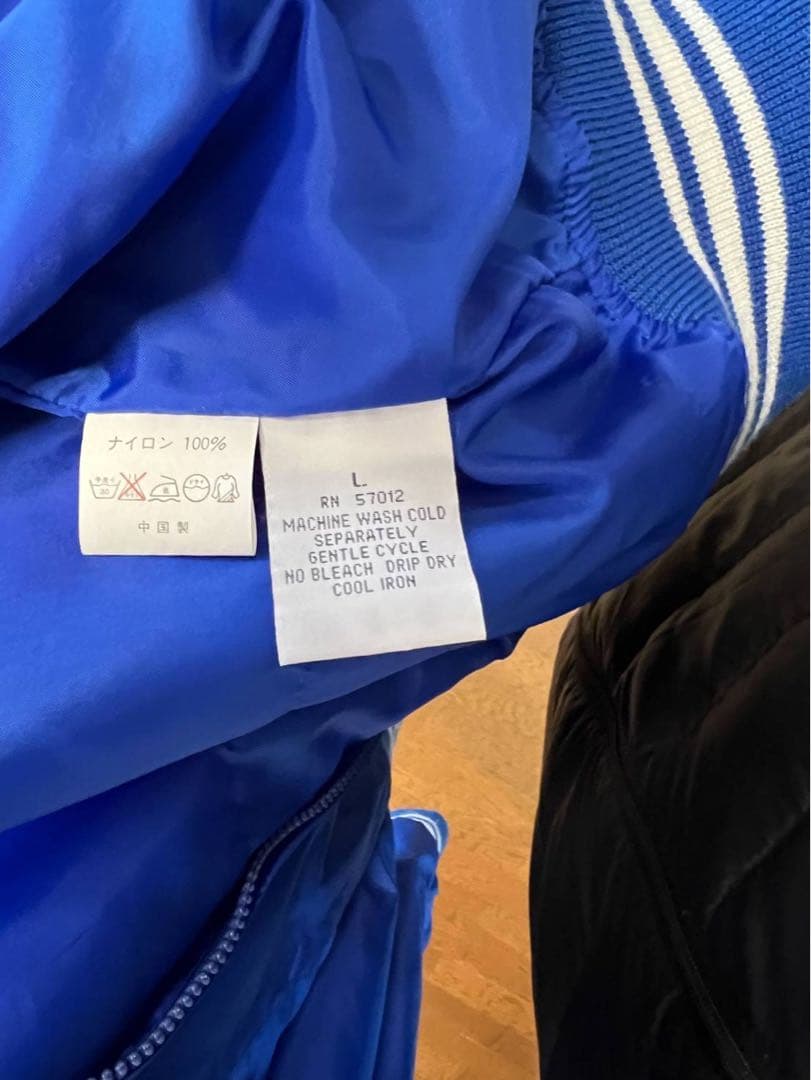 ナイロン 100%
30
中国製
L.
RN 57012
MACHINE WASH COLD
SEPARATELY
GENTLE CYCLE
NO BLEACH DRIP DRY
COOL IRON